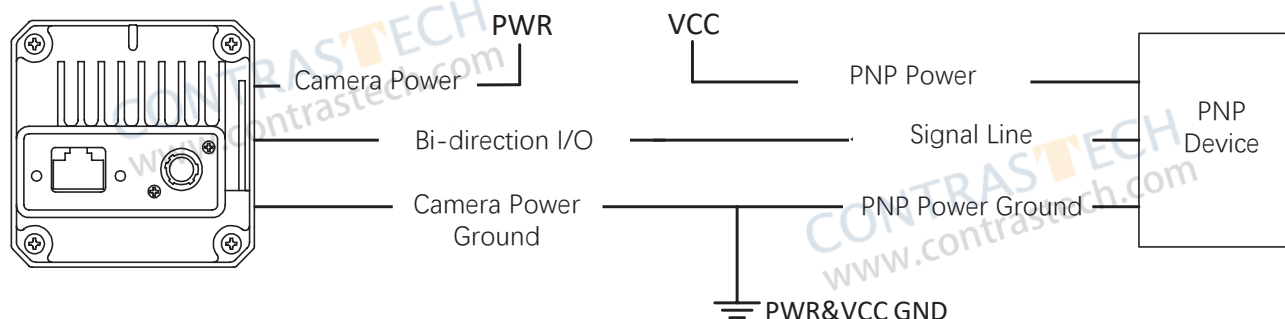 PWR
VCC
Camera Power
PNP Power
Bi-direction I/O
Signal Line
PNP
Device
Camera Power
Ground
PNP Power Ground
PWR&VCC GND
CONTRASTECH
www.contrastech.com
CONTRASTECH
www.contrastech.com